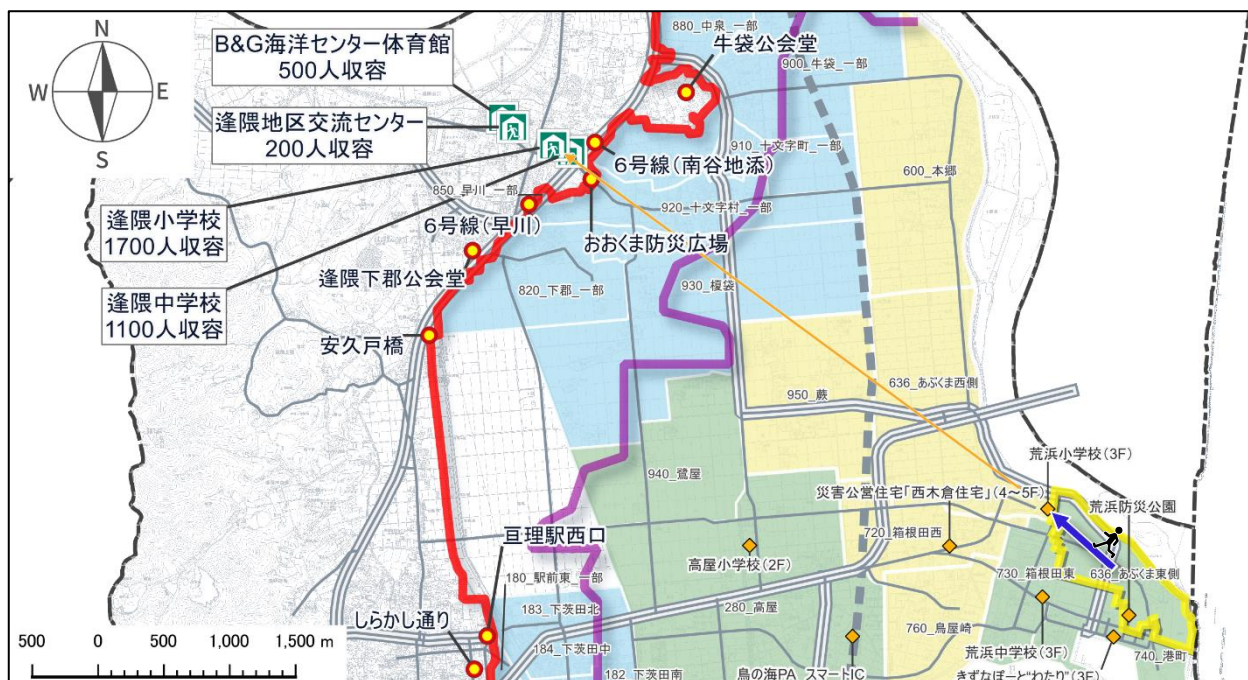 N
W
E
S
B&G海洋センター体育館
500人収容
逢隈地区交流センター
200人収容
逢隈小学校
1700人収容
逢隈中学校
1100人収容
880_中泉_一部
牛袋公会堂
900_牛袋_一部
910_十文字町_一部
6号線(南谷地添)
600_本郷
850_早川_一部
920_十文字村_一部
6号線(早川)
おおくま防災広場
逢隈下郡公会堂
820_下郡_一部
930_榎袋
安久戸橋
950_蕨
636_あぶくま西側
荒浜小学校(3F)
940_鷺屋
災害公営住宅「西木倉住宅」(4~5F)
荒浜防災公園
720_箱根田西
亘理駅西口
高屋小学校(2F)
730_箱根田東
636_あぶくま東側
180_駅前東_一部
183_下茨田北
280_高屋
しらかし通り
184_下茨田中
760_鳥屋崎
荒浜中学校(3F)
740_港町
182_下茨田南
鳥の海PA スマートIC
きずなぽーと"わたり"(3F)
500 0 500 1,000 1,500 m